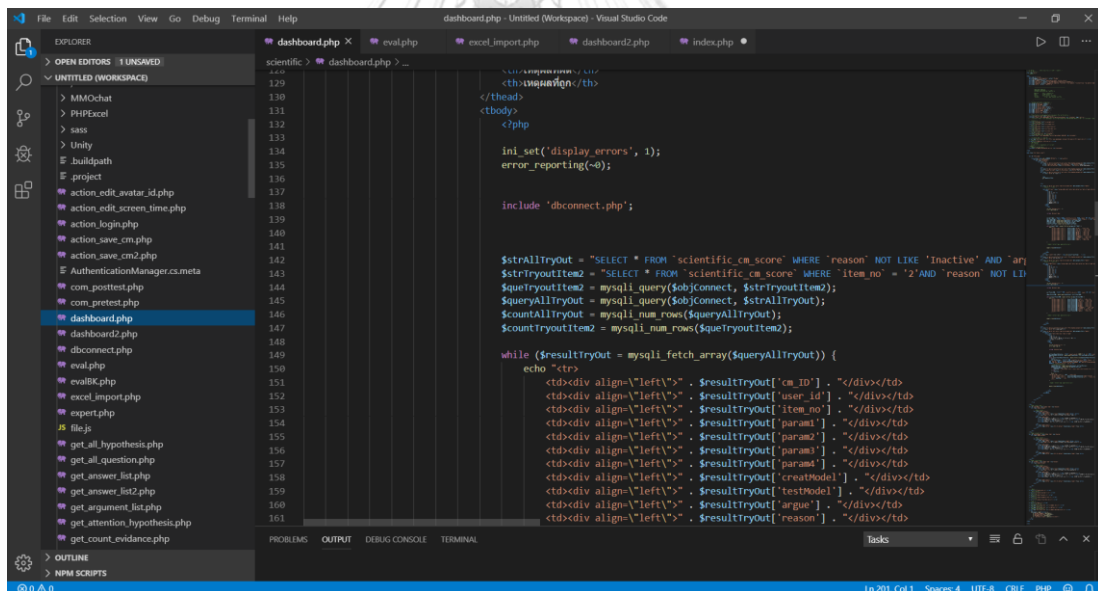 File Edit Selection View Go Debug Terminal Help
dashboard.php - Untitled (Workspace) - Visual Studio Code
EXPLORER
dashboard.php
eval.php
excel_import.php
dashboard2.php
index.php
OPEN EDITORS 1 UNSAVED
scientific > dashboard.php > ...
UNTITLED (WORKSPACE)
MMOchat
PHPExcel
sass
Unity
.buildpath
.project
action_edit_avatar_id.php
action_edit_screen_time.php
action_login.php
action_save_cm.php
action_save_cm2.php
AuthenticationManager.cs.meta
com_posttest.php
com_pretest.php
dashboard.php
dashboard2.php
dbconnect.php
eval.php
evalBK.php
excel_import.php
expert.php
JS file.js
get_all_hypothesis.php
get_all_question.php
get_answer_list.php
get_answer_list2.php
get_argument_list.php
get_attention_hypothesis.php
get_count_evidance.php
OUTLINE
NPM SCRIPTS
129 <th>เหตุผลที่ถูก</th>
130 </thead>
131 <tbody>
132 <?php
133
134 ini_set('display_errors', 1);
135 error_reporting(~0);
136
137
138 include 'dbconnect.php';
139
140
141
142 $strAllTryOut = "SELECT * FROM `scientific_cm_score` WHERE `reason` NOT LIKE 'Inactive' AND `ar
143 $strTryoutItem2 = "SELECT * FROM `scientific_cm_score` WHERE `item_no` = '2'AND `reason` NOT LI
144 $queTryoutItem2 = mysqli_query($objConnect, $strTryoutItem2);
145 $queryAllTryOut = mysqli_query($objConnect, $strAllTryOut);
146 $countAllTryOut = mysqli_num_rows($queryAllTryOut);
147 $countTryoutItem2 = mysqli_num_rows($queTryoutItem2);
148
149 while ($resultTryOut = mysqli_fetch_array($queryAllTryOut)) {
150 echo "<tr>
151 <td><div align=\"left\">" . $resultTryOut['cm_ID'] . "</div></td>
152 <td><div align=\"left\">" . $resultTryOut['user_id'] . "</div></td>
153 <td><div align=\"left\">" . $resultTryOut['item_no'] . "</div></td>
154 <td><div align=\"left\">" . $resultTryOut['param1'] . "</div></td>
155 <td><div align=\"left\">" . $resultTryOut['param2'] . "</div></td>
156 <td><div align=\"left\">" . $resultTryOut['param3'] . "</div></td>
157 <td><div align=\"left\">" . $resultTryOut['param4'] . "</div></td>
158 <td><div align=\"left\">" . $resultTryOut['creatModel'] . "</div></td>
159 <td><div align=\"left\">" . $resultTryOut['testModel'] . "</div></td>
160 <td><div align=\"left\">" . $resultTryOut['argue'] . "</div></td>
161 <td><div align=\"left\">" . $resultTryOut['reason'] . "</div></td>
PROBLEMS OUTPUT DEBUG CONSOLE TERMINAL
Tasks
0 0
Ln 201, Col 1 Spaces: 4 UTF-8 CRLF PHP